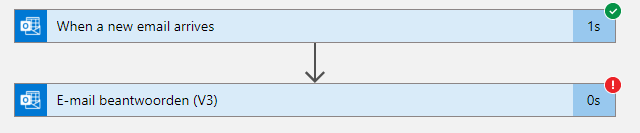 When a new email arrives 1s
E-mail beantwoorden (V3) 0s